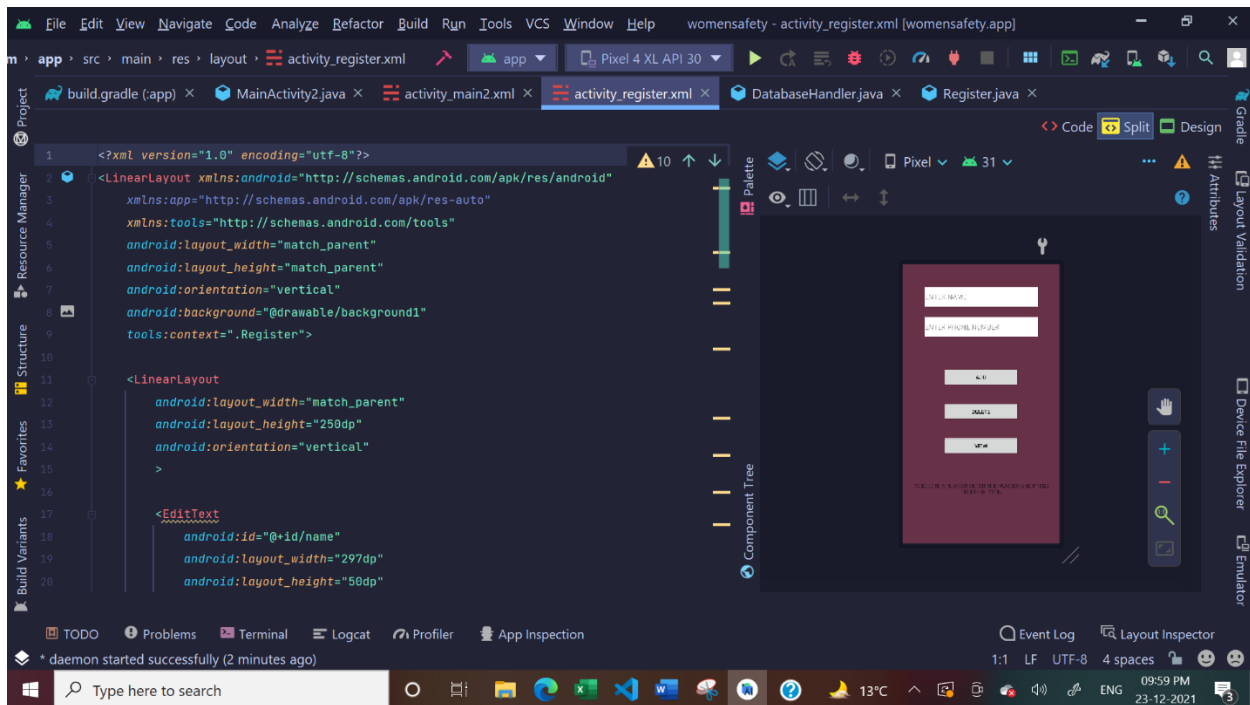 File Edit View Navigate Code Analyze Refactor Build Run Tools VCS Window Help womensafety - activity_register.xml [womensafety.app]
m › app › src › main › res › layout › activity_register.xml app Pixel 4 XL API 30
build.gradle (:app) MainActivity2.java activity_main2.xml activity_register.xml DatabaseHandler.java Register.java
Code Split Design
Project
Resource Manager
Structure
Favorites
Build Variants
1 <?xml version="1.0" encoding="utf-8"?>
2 <LinearLayout xmlns:android="http://schemas.android.com/apk/res/android"
3 xmlns:app="http://schemas.android.com/apk/res-auto"
4 xmlns:tools="http://schemas.android.com/tools"
5 android:layout_width="match_parent"
6 android:layout_height="match_parent"
7 android:orientation="vertical"
8 android:background="@drawable/background1"
9 tools:context=".Register">
10
11 <LinearLayout
12 android:layout_width="match_parent"
13 android:layout_height="250dp"
14 android:orientation="vertical"
15 >
16
17 <EditText
18 android:id="@+id/name"
19 android:layout_width="297dp"
20 android:layout_height="50dp"
10
Palette
Component Tree
Pixel 31
ENTER NAME
ENTER PHONE NUMBER
ADD
DELETE
VIEW
Gradle
Layout Validation
Attributes
Device File Explorer
Emulator
TODO Problems Terminal Logcat Profiler App Inspection Event Log Layout Inspector
* daemon started successfully (2 minutes ago) 1:1 LF UTF-8 4 spaces
Type here to search 13°C ENG 09:59 PM
23-12-2021
3